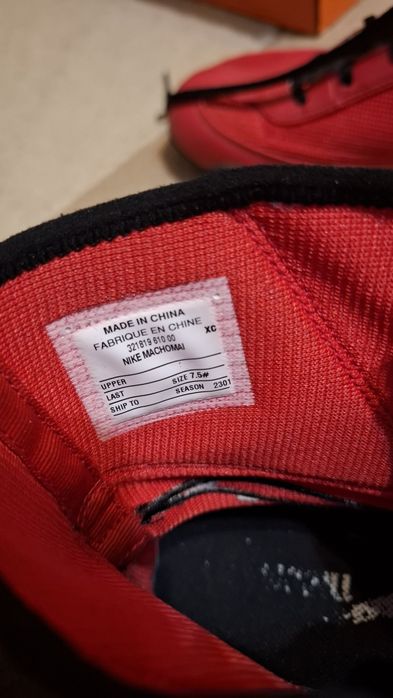 MADE IN CHINA
FABRIQUE EN CHINE
XC
321819 610 00
NIKE MACHOMAI
UPPER SIZE 7.5#
LAST SEASON 2301
SHIP TO